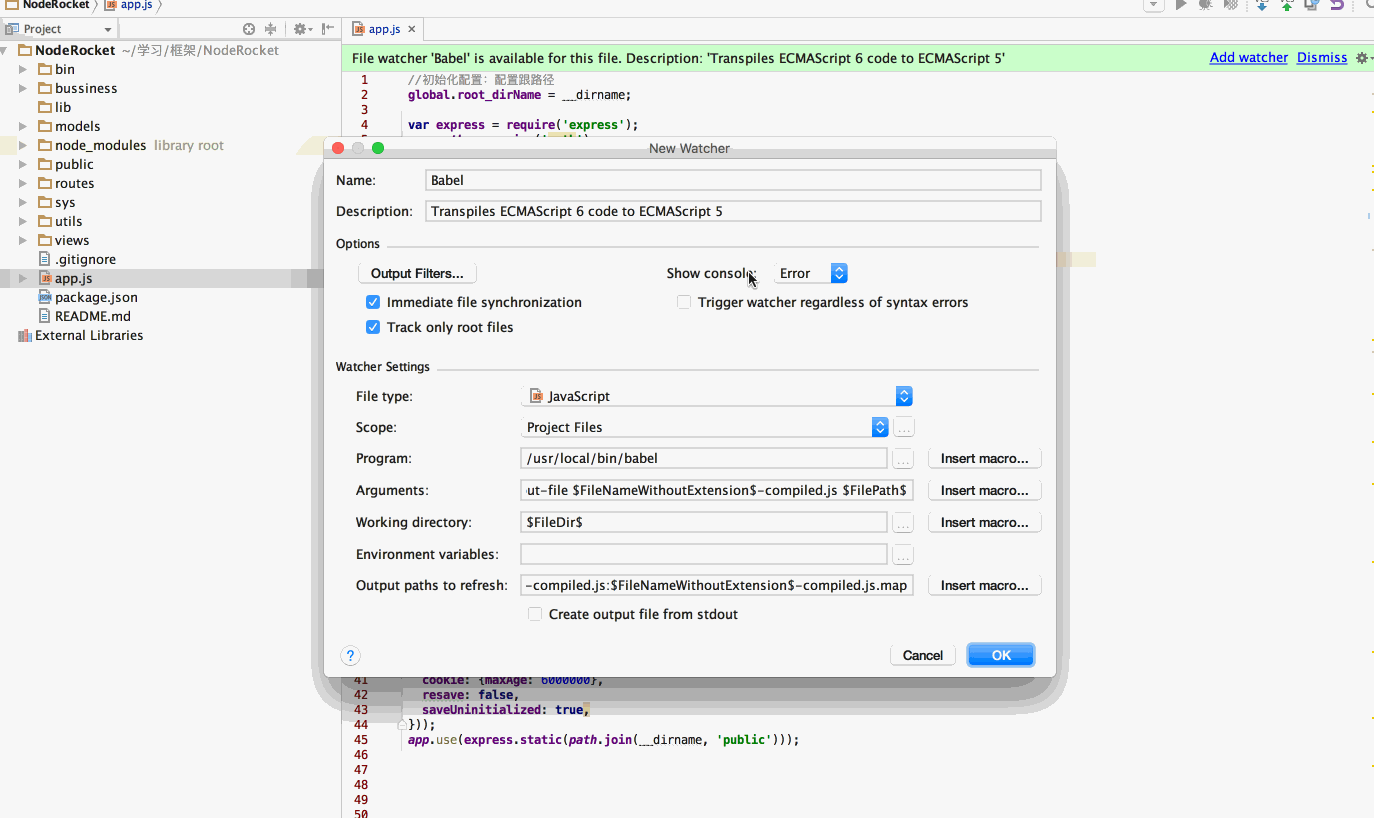 NodeRocket app.js
Project
app.js
NodeRocket ~/学习/框架/NodeRocket
bin
bussiness
lib
models
node_modules library root
public
routes
sys
utils
views
.gitignore
app.js
package.json
README.md
External Libraries
File watcher 'Babel' is available for this file. Description: 'Transpiles ECMAScript 6 code to ECMAScript 5' Add watcher Dismiss
1 //初始化配置：配置跟路径
2 global.root_dirName = __dirname;
3
4 var express = require('express');
New Watcher
Name: Babel
Description: Transpiles ECMAScript 6 code to ECMAScript 5
Options
Output Filters... Show console: Error
Immediate file synchronization Trigger watcher regardless of syntax errors
Track only root files
Watcher Settings
File type: JavaScript
Scope: Project Files ...
Program: /usr/local/bin/babel ... Insert macro...
Arguments: ut-file $FileNameWithoutExtension$-compiled.js $FilePath$ Insert macro...
Working directory: $FileDir$ ... Insert macro...
Environment variables: ...
Output paths to refresh: -compiled.js:$FileNameWithoutExtension$-compiled.js.map Insert macro...
Create output file from stdout
? Cancel OK
41 cookie: {maxAge: 6000000},
42 resave: false,
43 saveUninitialized: true,
44 }));
45 app.use(express.static(path.join(__dirname, 'public')));
46
47
48
49
50